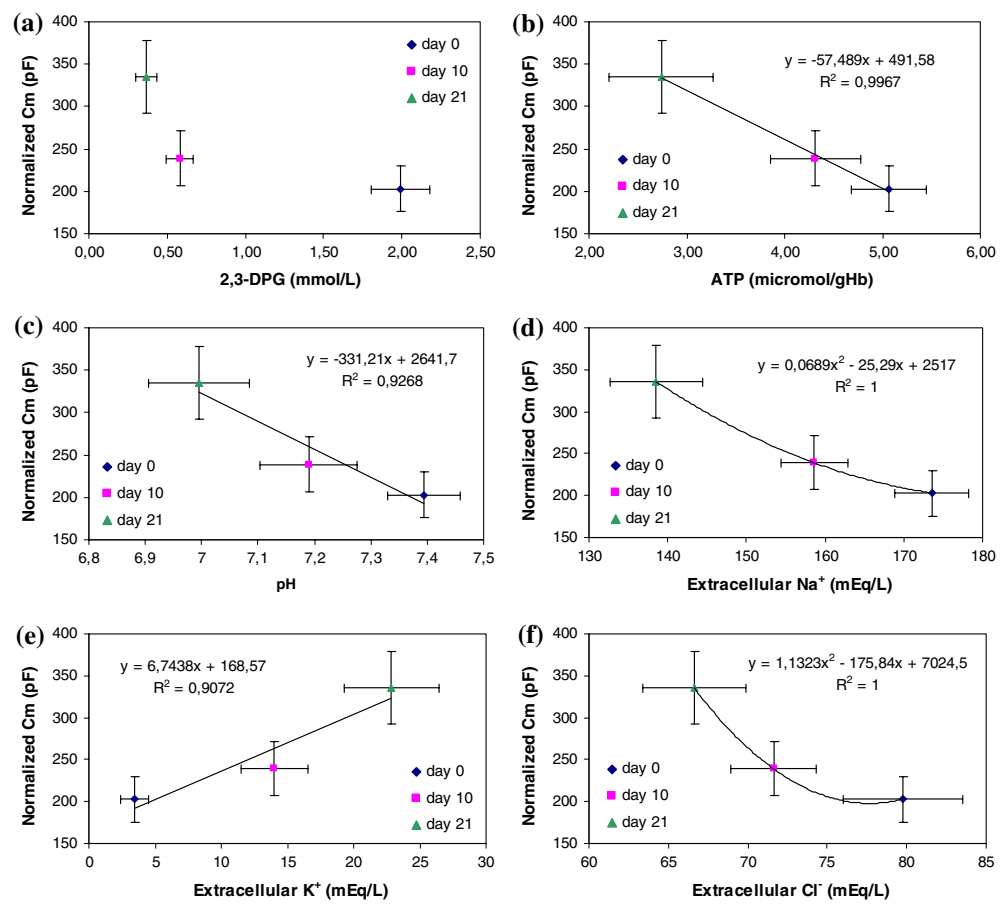 (a)
400
350
300
250
200
150
Normalized Cm (pF)
day 0
day 10
day 21
0,00 0,50 1,00 1,50 2,00 2,50
2,3-DPG (mmol/L)
(b)
400
350
300
250
200
150
Normalized Cm (pF)
y = -57,489x + 491,58
R² = 0,9967
day 0
day 10
day 21
2,00 3,00 4,00 5,00 6,00
ATP (micromol/gHb)
(c)
400
350
300
250
200
150
Normalized Cm (pF)
y = -331,21x + 2641,7
R² = 0,9268
day 0
day 10
day 21
6,8 6,9 7 7,1 7,2 7,3 7,4 7,5
pH
(d)
400
350
300
250
200
150
Normalized Cm (pF)
y = 0,0689x² - 25,29x + 2517
R² = 1
day 0
day 10
day 21
130 140 150 160 170 180
Extracellular Na⁺ (mEq/L)
(e)
400
350
300
250
200
150
Normalized Cm (pF)
y = 6,7438x + 168,57
R² = 0,9072
day 0
day 10
day 21
0 5 10 15 20 25 30
Extracellular K⁺ (mEq/L)
(f)
400
350
300
250
200
150
Normalized Cm (pF)
y = 1,1323x² - 175,84x + 7024,5
R² = 1
day 0
day 10
day 21
60 65 70 75 80 85
Extracellular Cl⁻ (mEq/L)